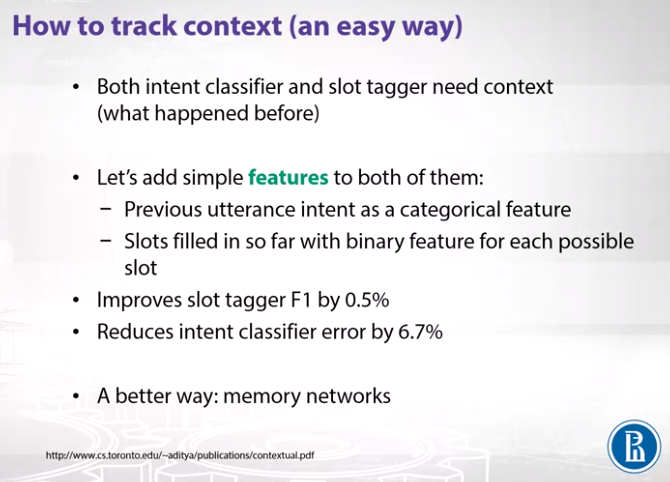 How to track context (an easy way)
• Both intent classifier and slot tagger need context
(what happened before)
• Let's add simple features to both of them:
– Previous utterance intent as a categorical feature
– Slots filled in so far with binary feature for each possible
slot
• Improves slot tagger F1 by 0.5%
• Reduces intent classifier error by 6.7%
• A better way: memory networks
http://www.cs.toronto.edu/~aditya/publications/contextual.pdf